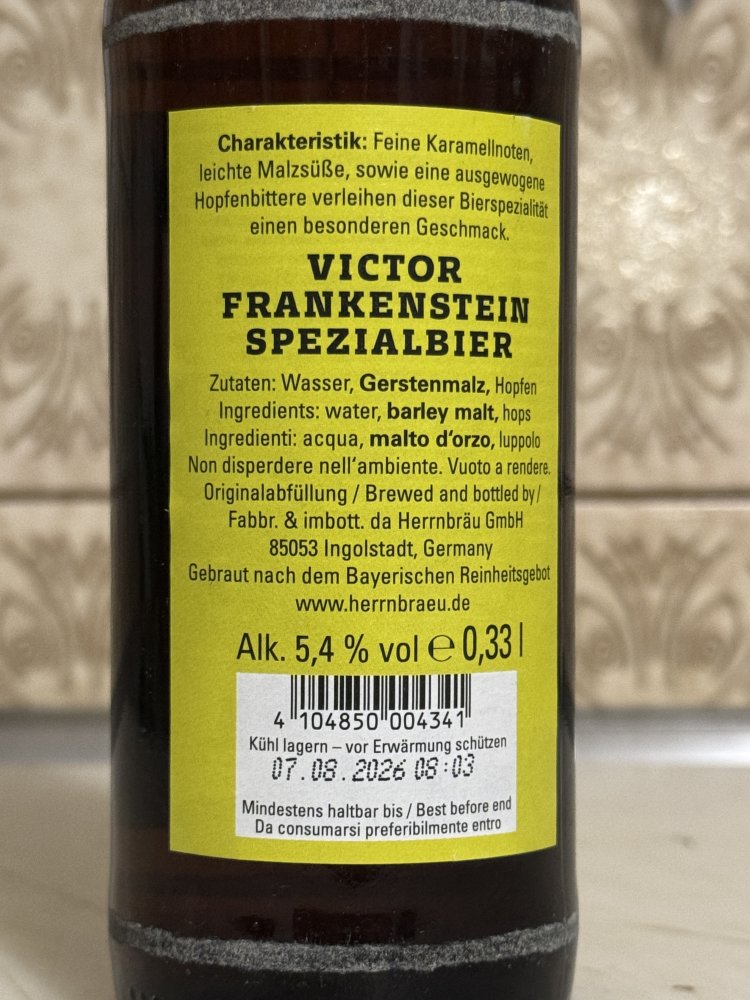 Charakteristik: Feine Karamellnoten,
leichte Malzsüße, sowie eine ausgewogene
Hopfenbittere verleihen dieser Bierspezialität
einen besonderen Geschmack.
VICTOR
FRANKENSTEIN
SPEZIALBIER
Zutaten: Wasser, Gerstenmalz, Hopfen
Ingredients: water, barley malt, hops
Ingredienti: acqua, malto d'orzo, luppolo
Non disperdere nell'ambiente. Vuoto a rendere.
Originalabfüllung / Brewed and bottled by /
Fabbr. & imbott. da Herrnbräu GmbH
85053 Ingolstadt, Germany
Gebraut nach dem Bayerischen Reinheitsgebot
www.herrnbraeu.de
Alk. 5,4 % vol ℮ 0,33 l
4 104850 004341
Kühl lagern – vor Erwärmung schützen
07.08.2026 08:03
Mindestens haltbar bis / Best before end
Da consumarsi preferibilmente entro